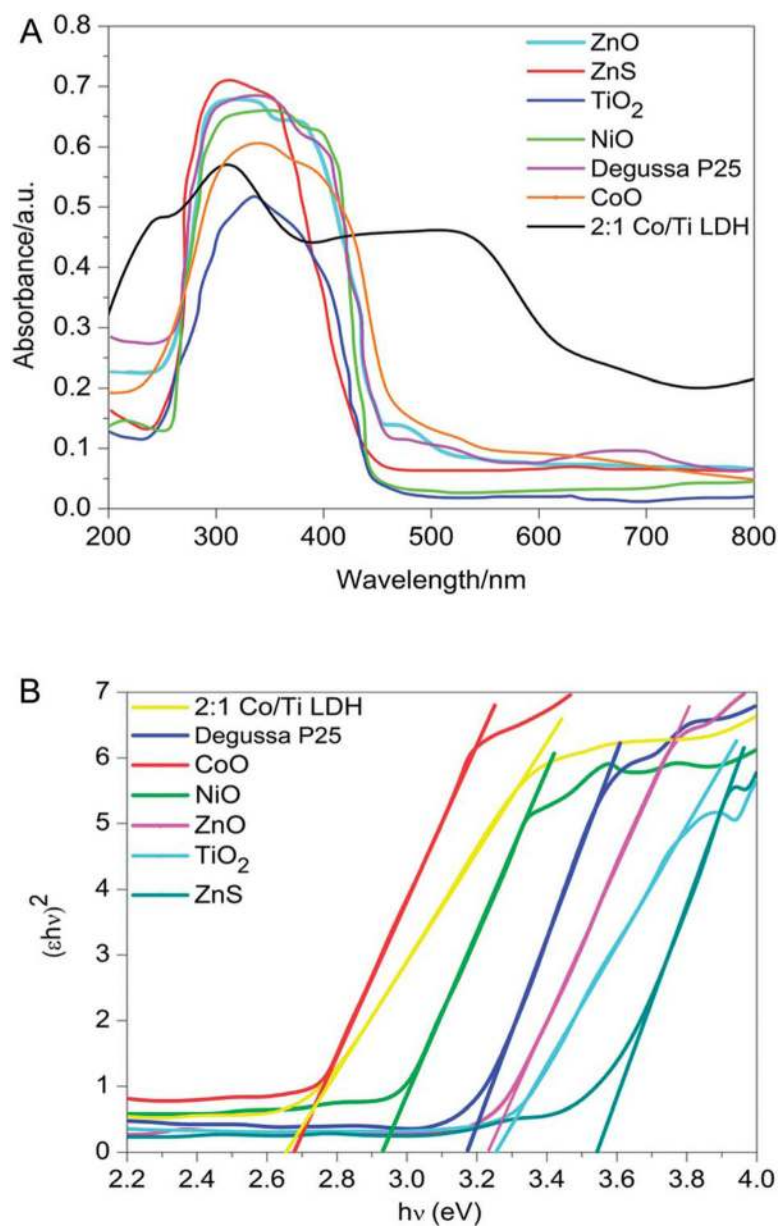 A
0.8
0.7
0.6
0.5
0.4
0.3
0.2
0.1
0.0
Absorbance/a.u.
ZnO
ZnS
TiO2
NiO
Degussa P25
CoO
2:1 Co/Ti LDH
200 300 400 500 600 700 800
Wavelength/nm
B
7
6
5
4
3
2
1
0
(εhν)2
2:1 Co/Ti LDH
Degussa P25
CoO
NiO
ZnO
TiO2
ZnS
2.2 2.4 2.6 2.8 3.0 3.2 3.4 3.6 3.8 4.0
hν (eV)